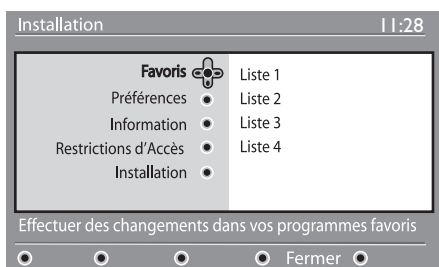 Installation 11:28
Favoris Liste 1
Préférences Liste 2
Information Liste 3
Restrictions d'Accès Liste 4
Installation
Effectuer des changements dans vos programmes favoris
Fermer